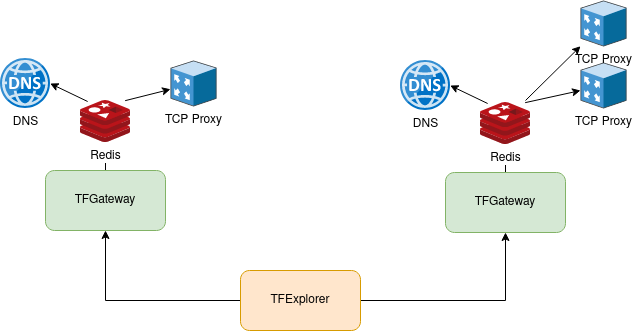 TCP Proxy
DNS
DNS
TCP Proxy
Redis
TFGateway
DNS
DNS
TCP Proxy
Redis
TFGateway
TFExplorer